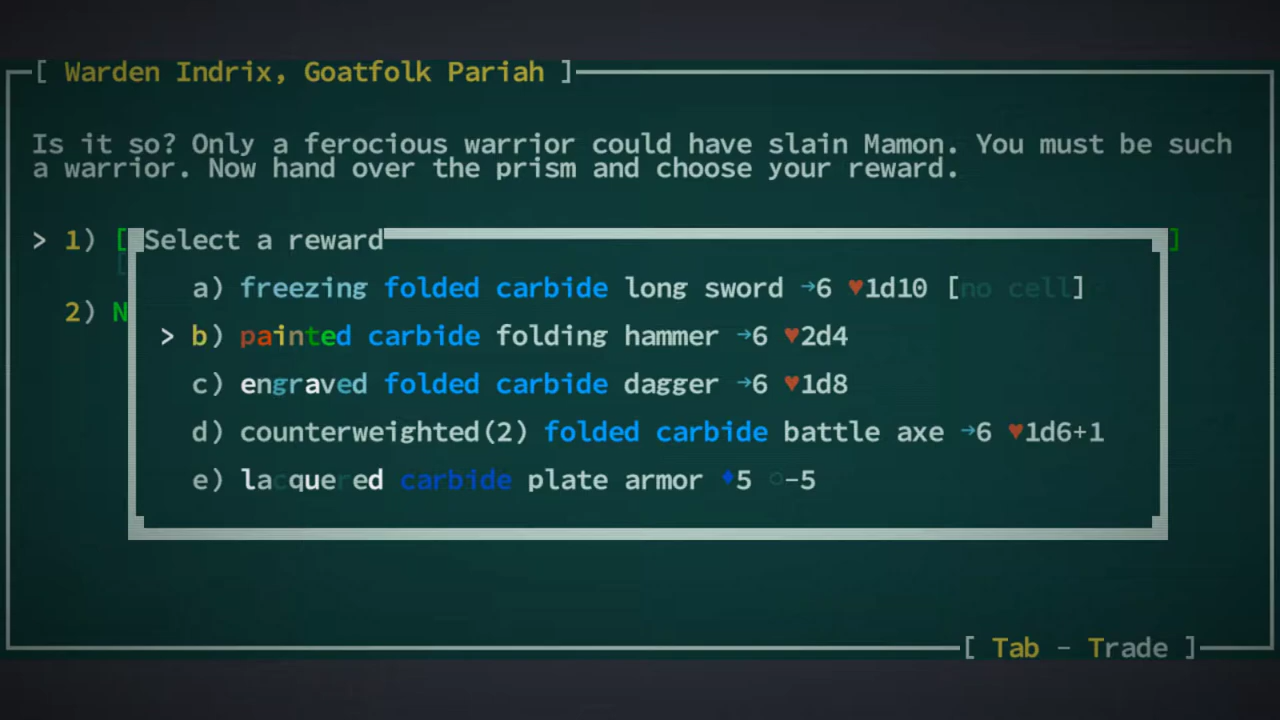 [ Warden Indrix, Goatfolk Pariah ]
Is it so? Only a ferocious warrior could have slain Mamon. You must be such
a warrior. Now hand over the prism and choose your reward.
> 1) [ ]
Select a reward
a) freezing folded carbide long sword →6 ♥1d10 [no cell]
> b) painted carbide folding hammer →6 ♥2d4
c) engraved folded carbide dagger →6 ♥1d8
2) N
d) counterweighted(2) folded carbide battle axe →6 ♥1d6+1
e) lacquered carbide plate armor ♦5 ○-5
[ Tab - Trade ]